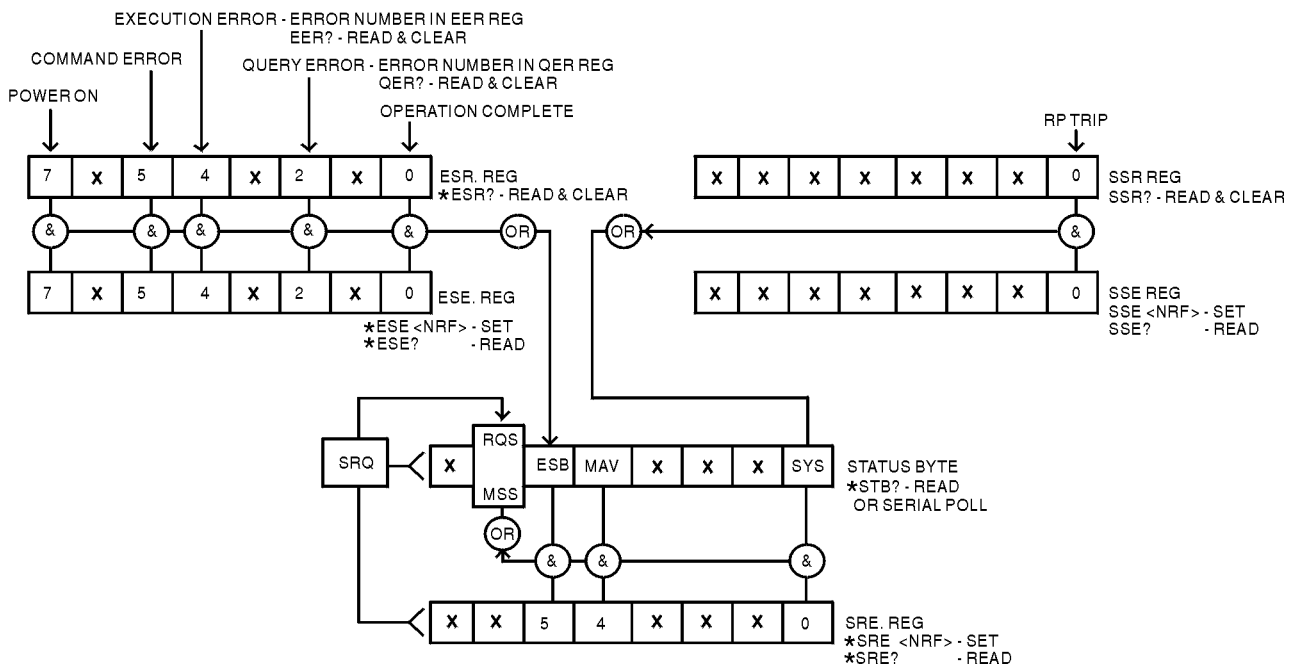 EXECUTION ERROR - ERROR NUMBER IN EER REG
EER? - READ & CLEAR
COMMAND ERROR
QUERY ERROR - ERROR NUMBER IN QER REG
QER? - READ & CLEAR
POWER ON
OPERATION COMPLETE
RP TRIP
7 X 5 4 X 2 X 0
ESR. REG
*ESR? - READ & CLEAR
X X X X X X X 0
SSR REG
SSR? - READ & CLEAR
& & & & & OR
OR &
7 X 5 4 X 2 X 0
ESE. REG
*ESE <NRF> - SET
*ESE? - READ
X X X X X X X 0
SSE REG
SSE <NRF> - SET
SSE? - READ
SRQ
X RQS MSS ESB MAV X X X SYS
STATUS BYTE
*STB? - READ
OR SERIAL POLL
OR
& & &
X X 5 4 X X X 0
SRE. REG
*SRE <NRF> - SET
*SRE? - READ